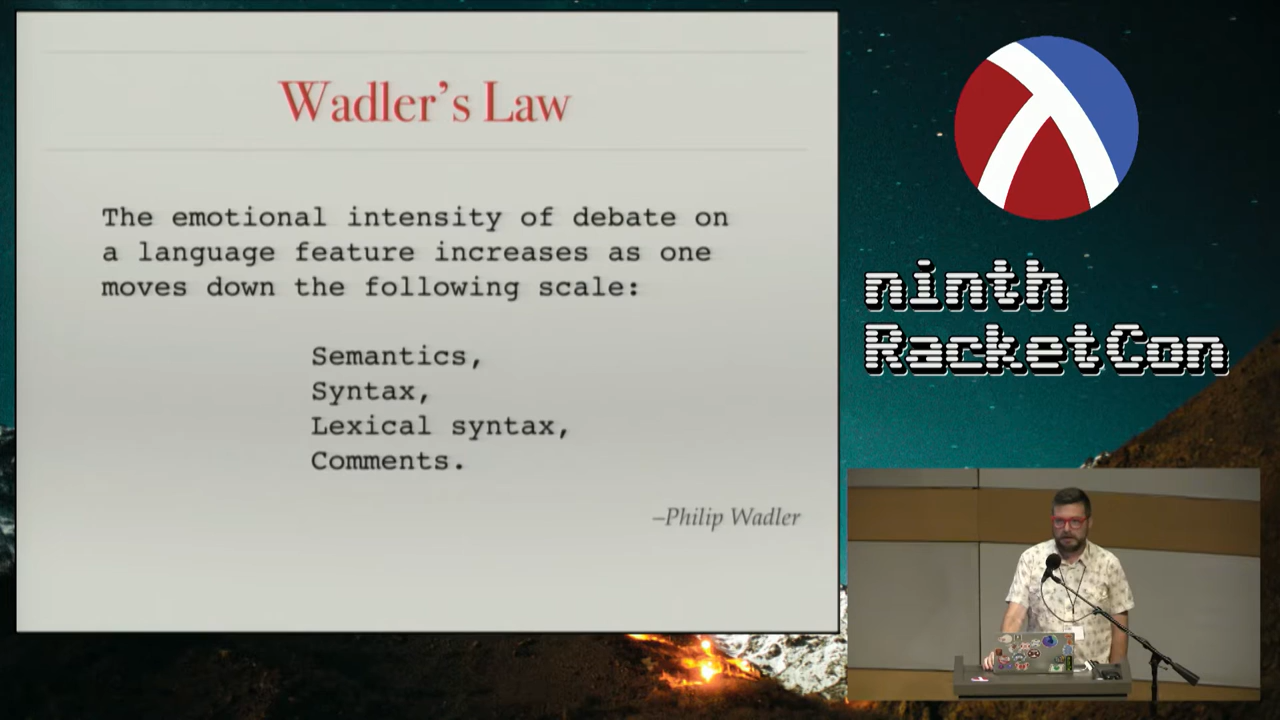 Wadler's Law
The emotional intensity of debate on
a language feature increases as one
moves down the following scale:
Semantics,
Syntax,
Lexical syntax,
Comments.
–Philip Wadler
ninth
RacketCon